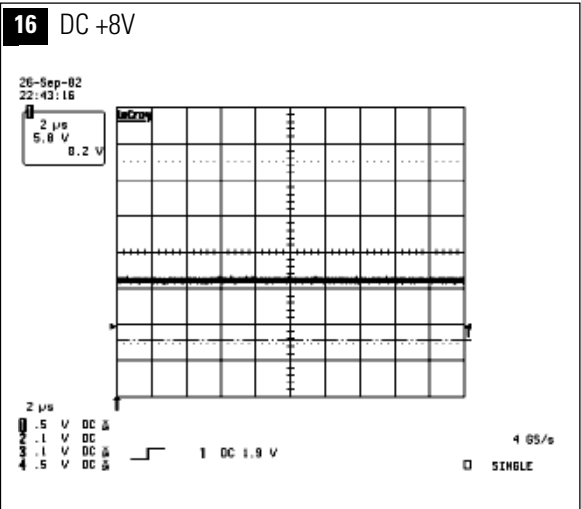 16 DC +8V
26-Sep-02
22:43:16
1
2 µs
5.0 V
8.2 V
LeCroy
2 µs
1 .5 V DC
2 .1 V DC
3 .1 V DC
4 .5 V DC
1 DC 1.9 V
4 GS/s
SINGLE